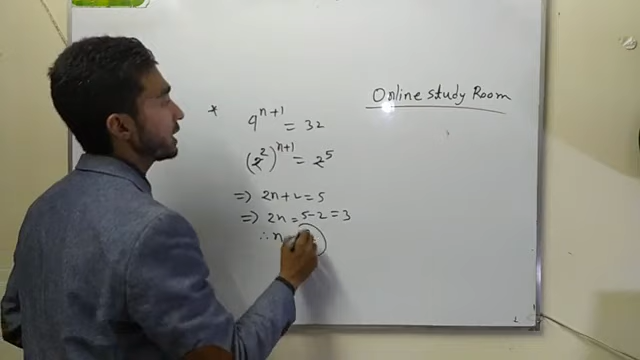 Online study Room
* 4^{n+1} = 32
(2^2)^{n+1} = 2^5
=> 2n+2 = 5
=> 2n = 5-2 = 3
∴ n